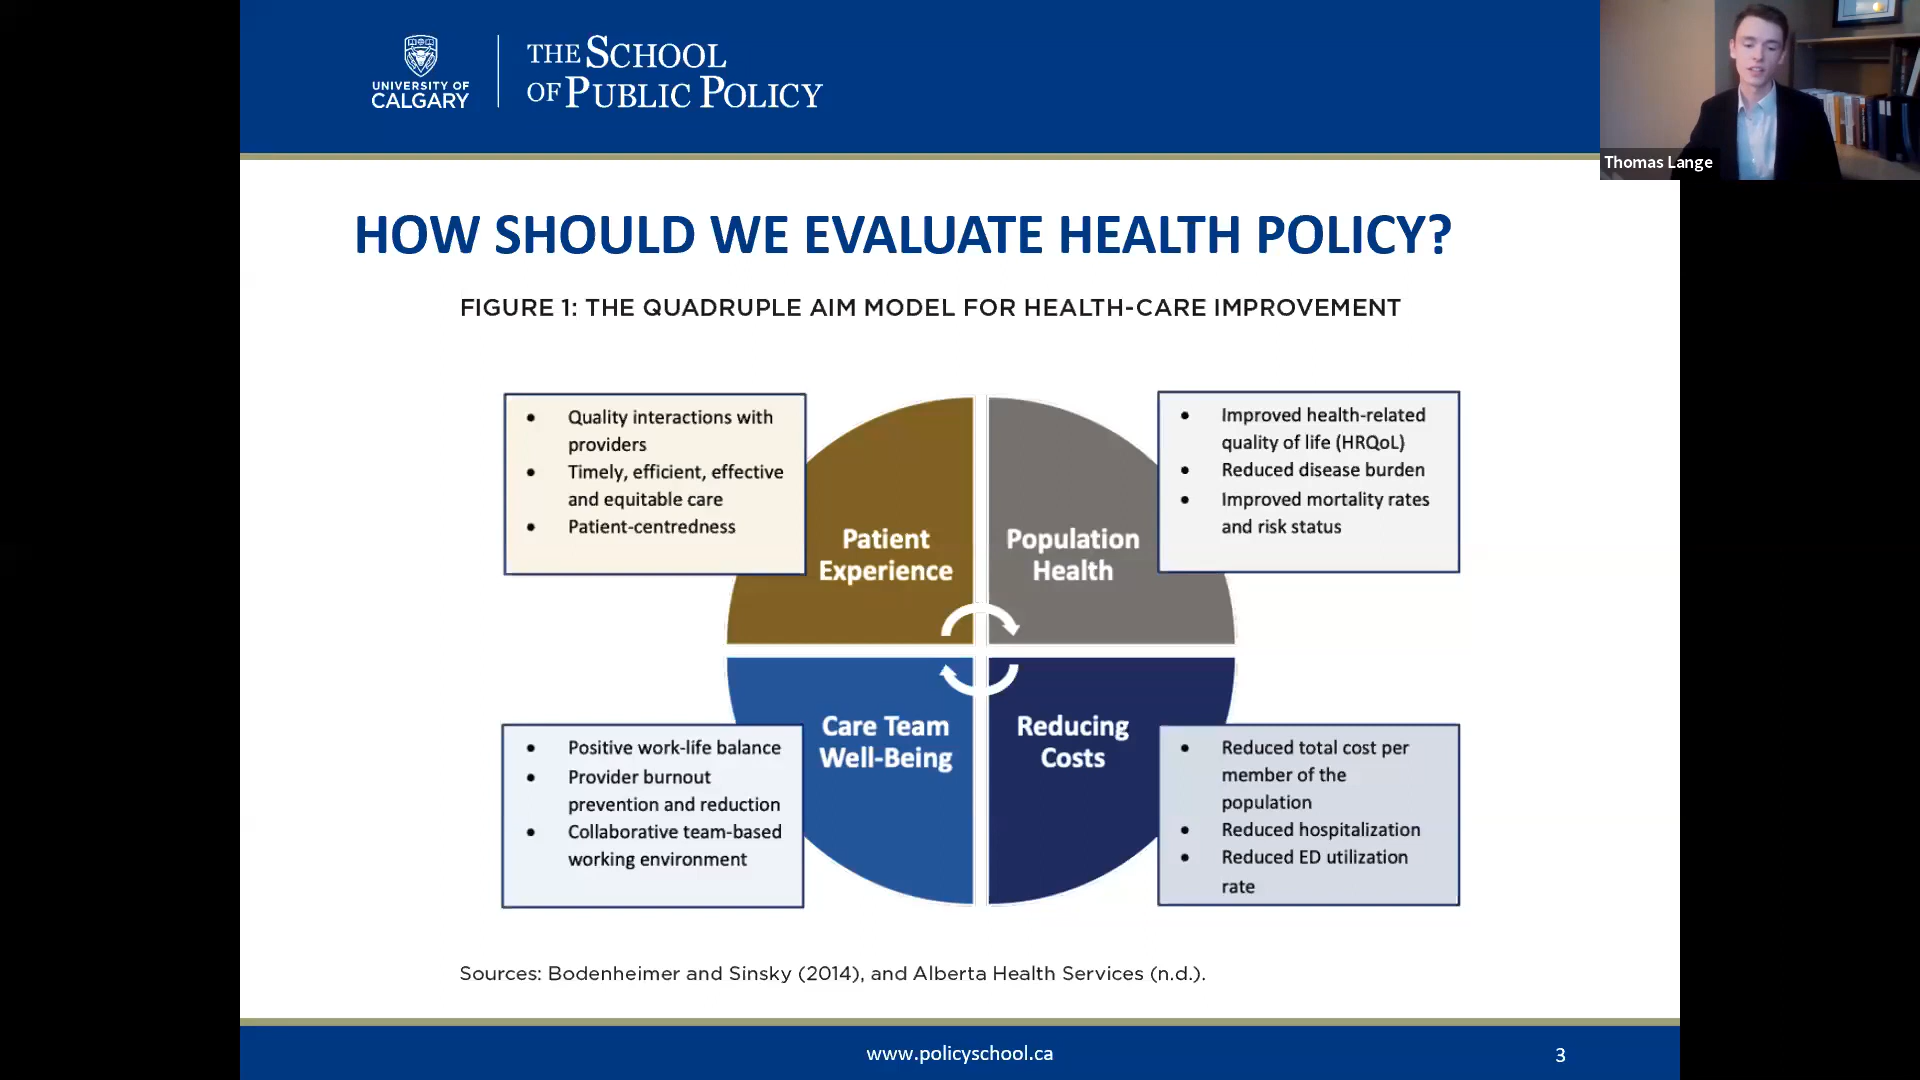 UNIVERSITY OF
CALGARY
THE SCHOOL
OF PUBLIC POLICY
Thomas Lange
HOW SHOULD WE EVALUATE HEALTH POLICY?
FIGURE 1: THE QUADRUPLE AIM MODEL FOR HEALTH-CARE IMPROVEMENT
• Quality interactions with
providers
• Timely, efficient, effective
and equitable care
• Patient-centredness
Patient
Experience
Population
Health
• Improved health-related
quality of life (HRQoL)
• Reduced disease burden
• Improved mortality rates
and risk status
• Positive work-life balance
• Provider burnout
prevention and reduction
• Collaborative team-based
working environment
Care Team
Well-Being
Reducing
Costs
• Reduced total cost per
member of the
population
• Reduced hospitalization
• Reduced ED utilization
rate
Sources: Bodenheimer and Sinsky (2014), and Alberta Health Services (n.d.).
www.policyschool.ca
3